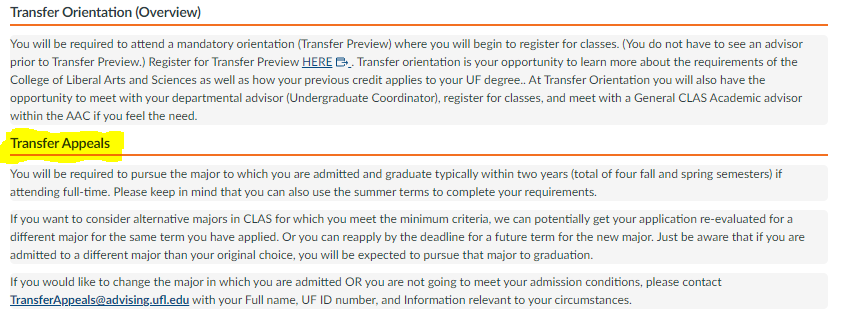 Transfer Orientation (Overview)
You will be required to attend a mandatory orientation (Transfer Preview) where you will begin to register for classes. (You do not have to see an advisor
prior to Transfer Preview.) Register for Transfer Preview HERE. Transfer orientation is your opportunity to learn more about the requirements of the
College of Liberal Arts and Sciences as well as how your previous credit applies to your UF degree.. At Transfer Orientation you will also have the
opportunity to meet with your departmental advisor (Undergraduate Coordinator), register for classes, and meet with a General CLAS Academic advisor
within the AAC if you feel the need.
Transfer Appeals
You will be required to pursue the major to which you are admitted and graduate typically within two years (total of four fall and spring semesters) if
attending full-time. Please keep in mind that you can also use the summer terms to complete your requirements.
If you want to consider alternative majors in CLAS for which you meet the minimum criteria, we can potentially get your application re-evaluated for a
different major for the same term you have applied. Or you can reapply by the deadline for a future term for the new major. Just be aware that if you are
admitted to a different major than your original choice, you will be expected to pursue that major to graduation.
If you would like to change the major in which you are admitted OR you are not going to meet your admission conditions, please contact
TransferAppeals@advising.ufl.edu with your Full name, UF ID number, and Information relevant to your circumstances.